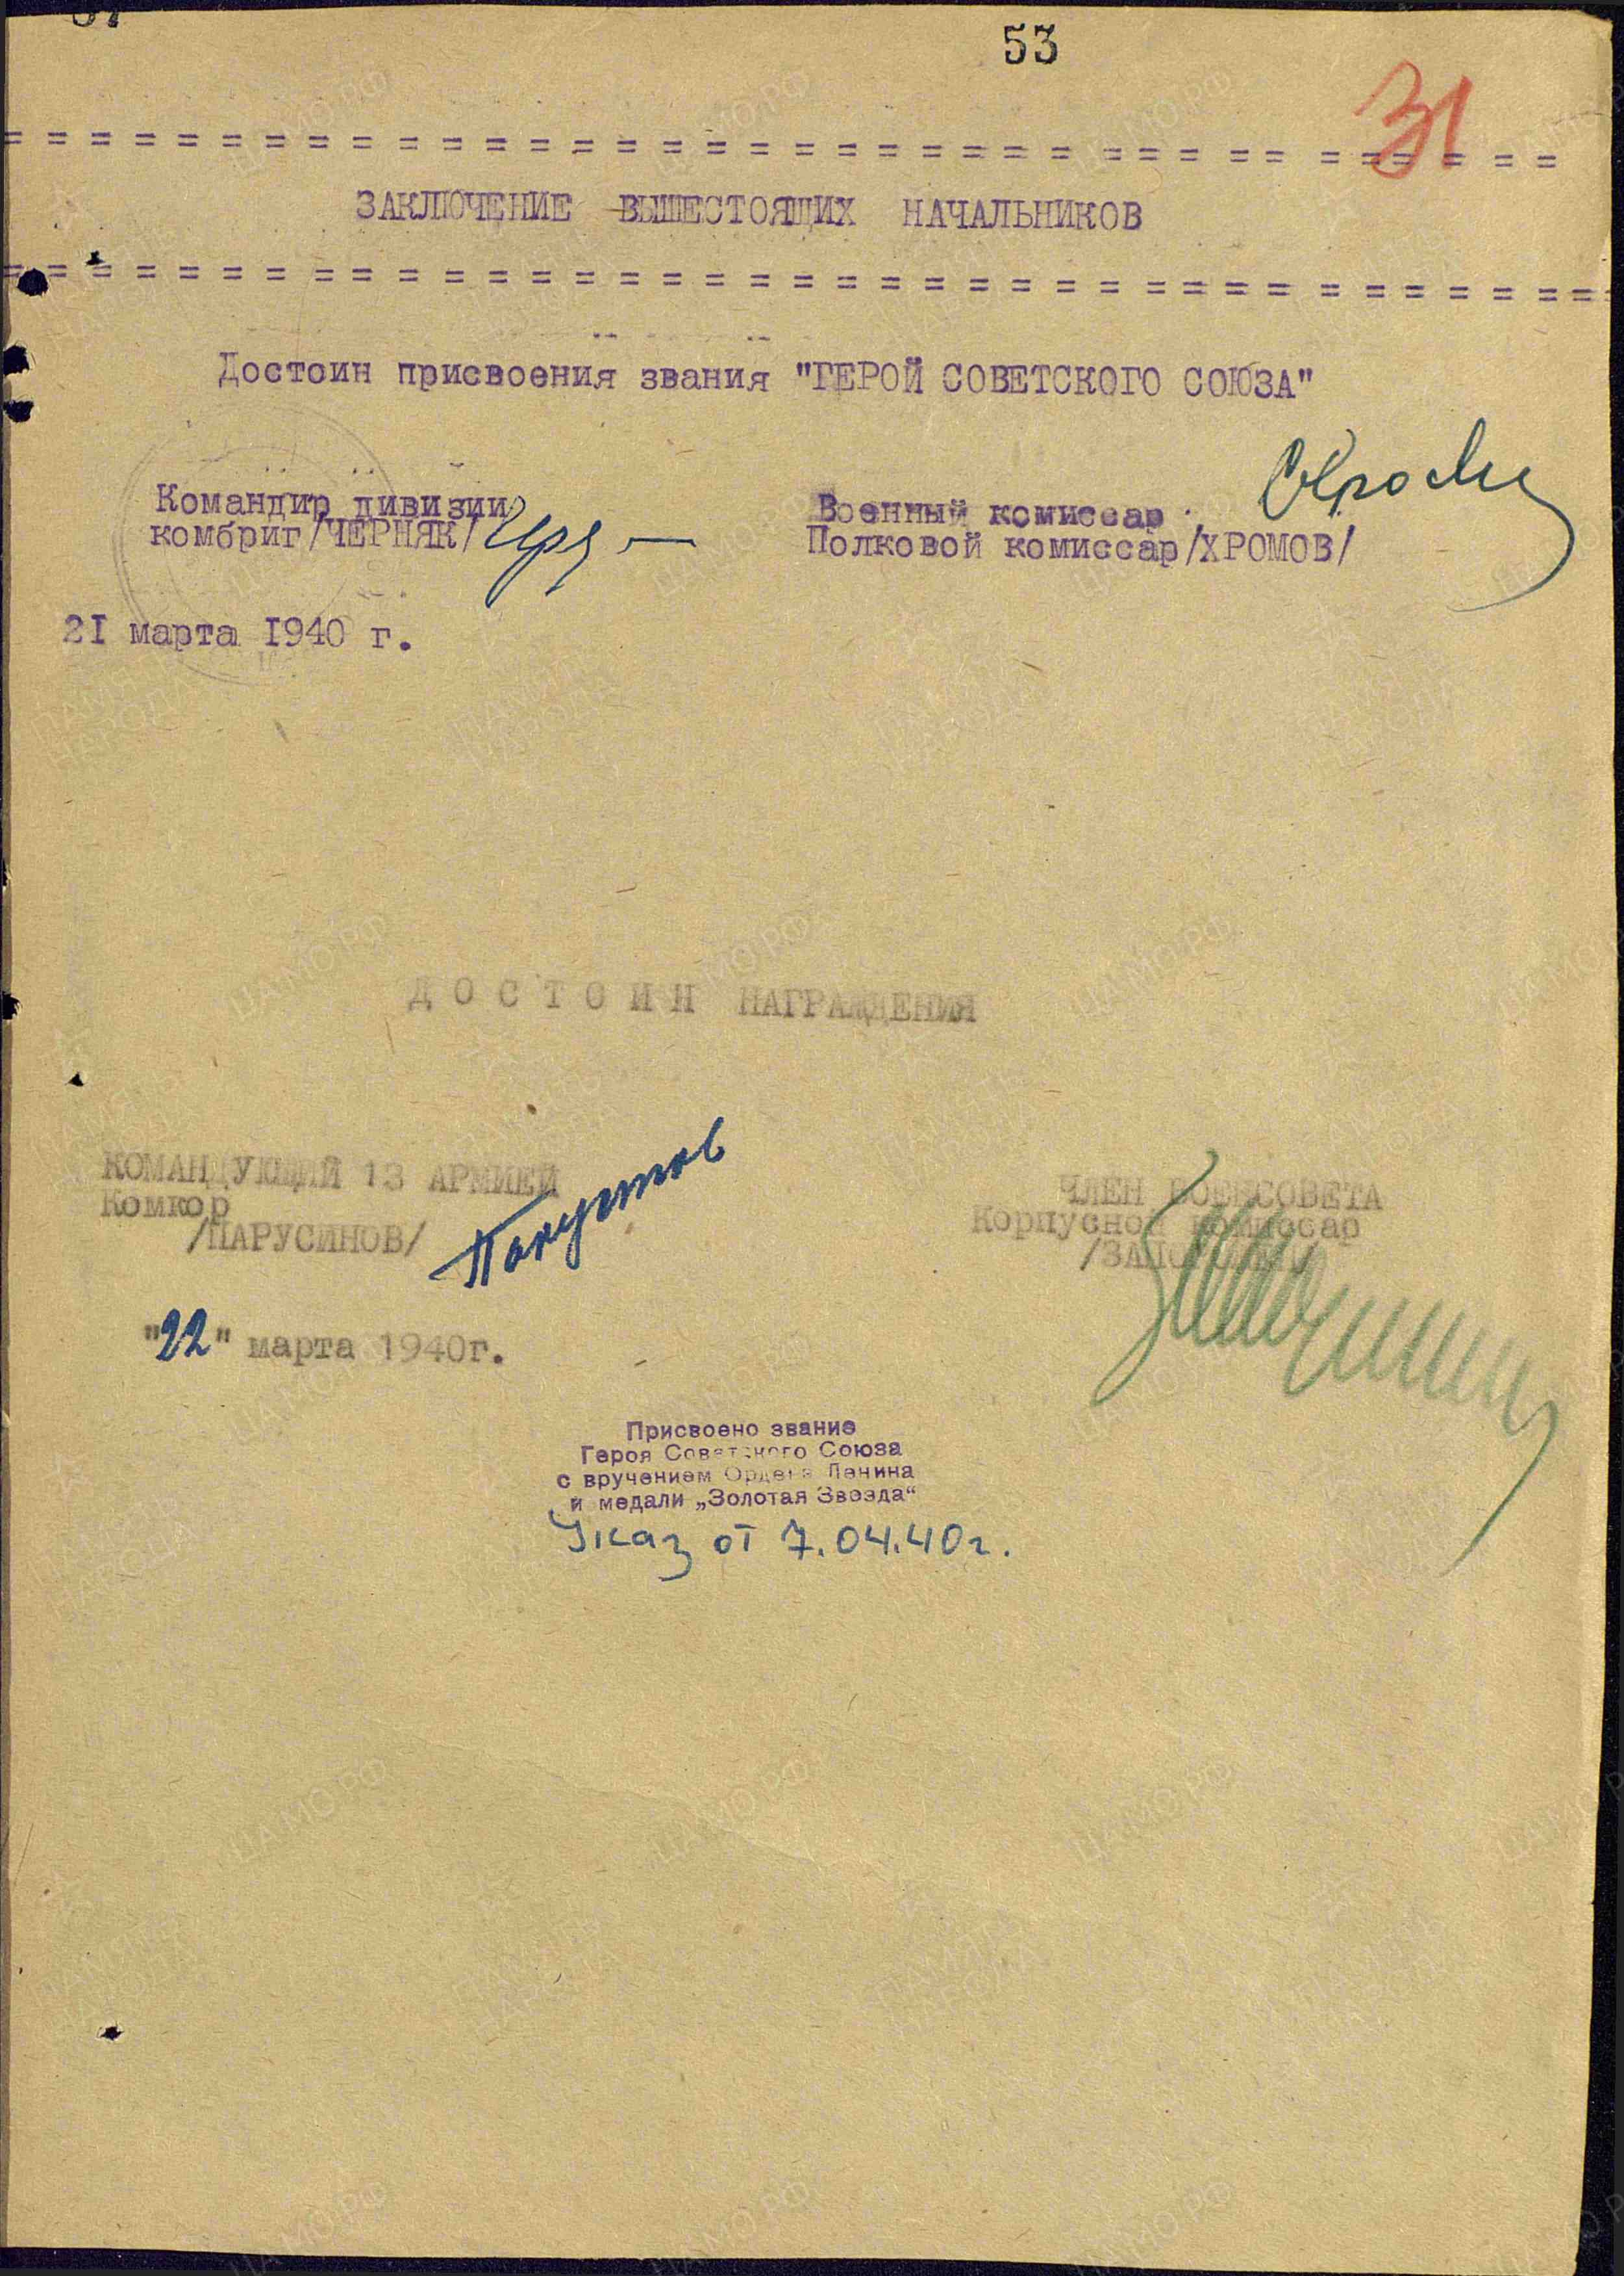 53
31
ЗАКЛЮЧЕНИЕ ВЫШЕСТОЯЩИХ НАЧАЛЬНИКОВ
Достоин присвоения звания "ГЕРОЙ СОВЕТСКОГО СОЮЗА"
Командир дивизии
комбриг/ЧЕРНЯК/
Военный комиссар
Полковой комиссар/ХРОМОВ/
21 марта 1940 г.
ДОСТОИН НАГРАЖДЕНИЯ
КОМАНДУЮЩИЙ 13 АРМИЕЙ
Комкор
/ПАРУСИНОВ/
ЧЛЕН ВОЕНСОВЕТА
Корпусной комиссар
"22" марта 1940г.
Присвоено звание
Героя Советского Союза
с вручением Ордена Ленина
и медали „Золотая Звезда“
Указ от 7.04.40г.